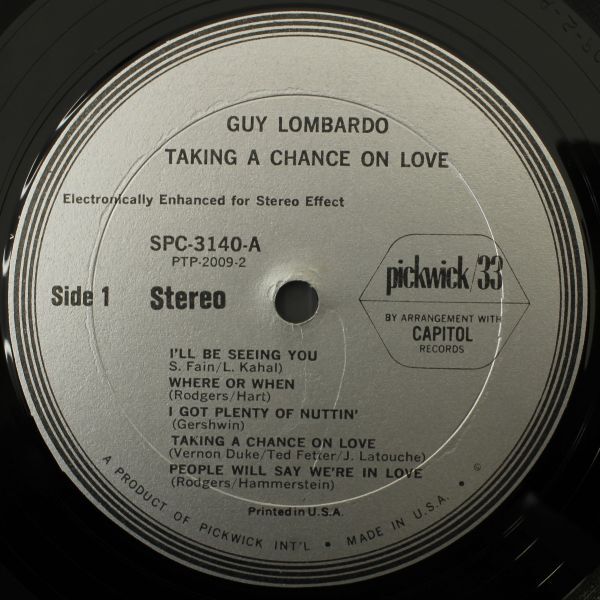 GUY LOMBARDO
TAKING A CHANCE ON LOVE
Electronically Enhanced for Stereo Effect
SPC-3140-A
PTP-2009-2
Side 1 Stereo
pickwick/33
BY ARRANGEMENT WITH
CAPITOL
RECORDS
I'LL BE SEEING YOU
S. Fain/L. Kahal)
WHERE OR WHEN
(Rodgers/Hart)
I GOT PLENTY OF NUTTIN'
(Gershwin)
TAKING A CHANCE ON LOVE
(Vernon Duke/Ted Fetter/J. Latouche)
PEOPLE WILL SAY WE'RE IN LOVE
(Rodgers/Hammerstein)
Printed in U.S.A.
A PRODUCT OF PICKWICK INT'L • MADE IN U.S.A. • ©